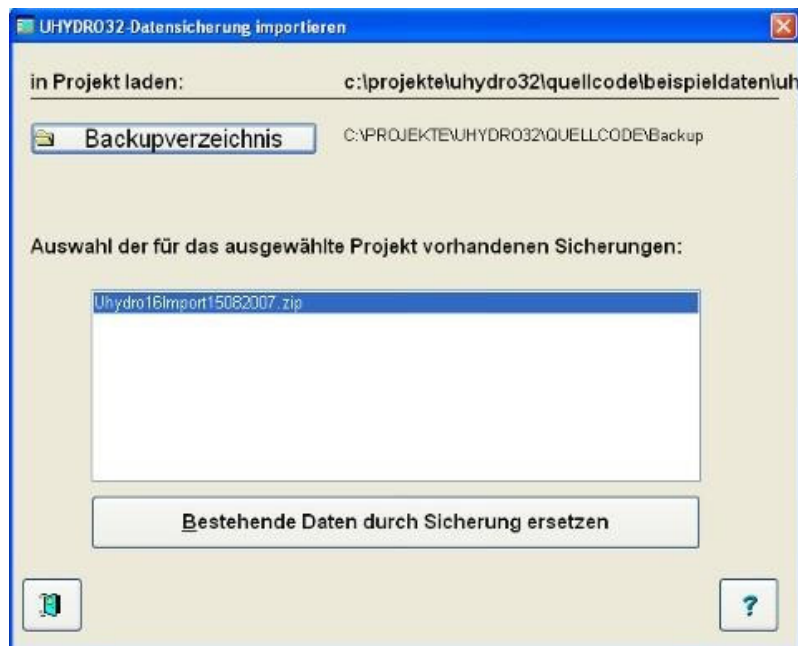 UHYDRO32-Datensicherung importieren
in Projekt laden: c:\projekte\uhydro32\quellcode\beispieldaten\uh
Backupverzeichnis C:\PROJEKTE\UHYDRO32\QUELLCODE\Backup
Auswahl der für das ausgewählte Projekt vorhandenen Sicherungen:
Uhydro16Import15082007.zip
Bestehende Daten durch Sicherung ersetzen
?